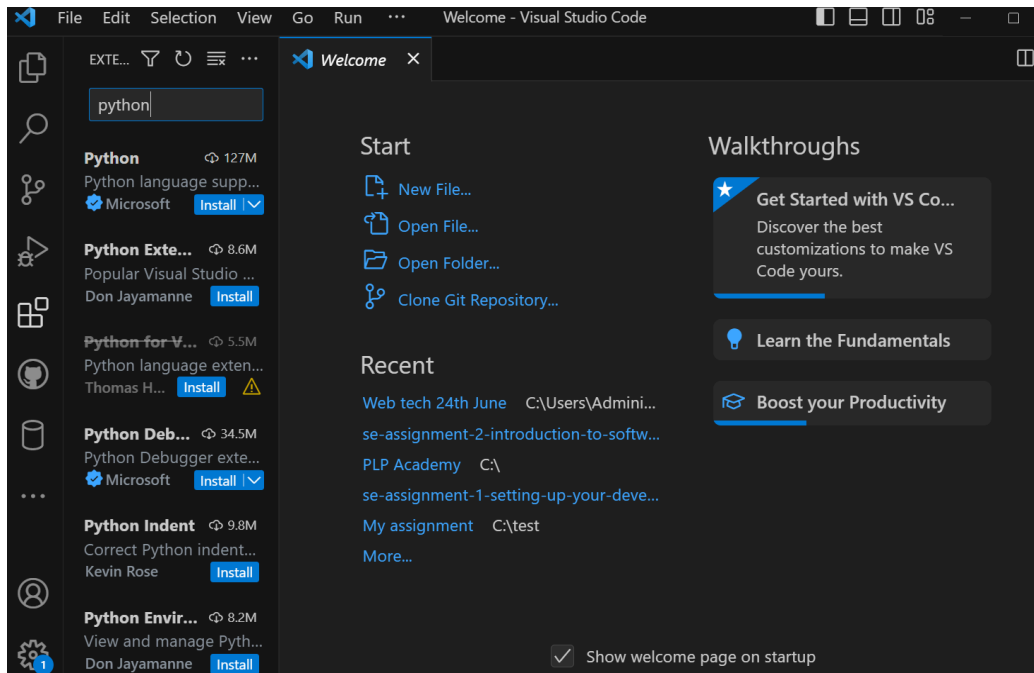 File Edit Selection View Go Run ··· Welcome - Visual Studio Code
EXTE... ···
python
Python 127M
Python language supp...
Microsoft Install
Python Exte... 8.6M
Popular Visual Studio ...
Don Jayamanne Install
Python for V... 5.5M
Python language exten...
Thomas H... Install
Python Deb... 34.5M
Python Debugger exte...
Microsoft Install
Python Indent 9.8M
Correct Python indent...
Kevin Rose Install
Python Envir... 8.2M
View and manage Pyth...
Don Jayamanne Install
1
Welcome
Start
New File...
Open File...
Open Folder...
Clone Git Repository...
Recent
Web tech 24th June C:\Users\Admini...
se-assignment-2-introduction-to-softw...
PLP Academy C:\
se-assignment-1-setting-up-your-deve...
My assignment C:\test
More...
Walkthroughs
Get Started with VS Co...
Discover the best
customizations to make VS
Code yours.
Learn the Fundamentals
Boost your Productivity
Show welcome page on startup